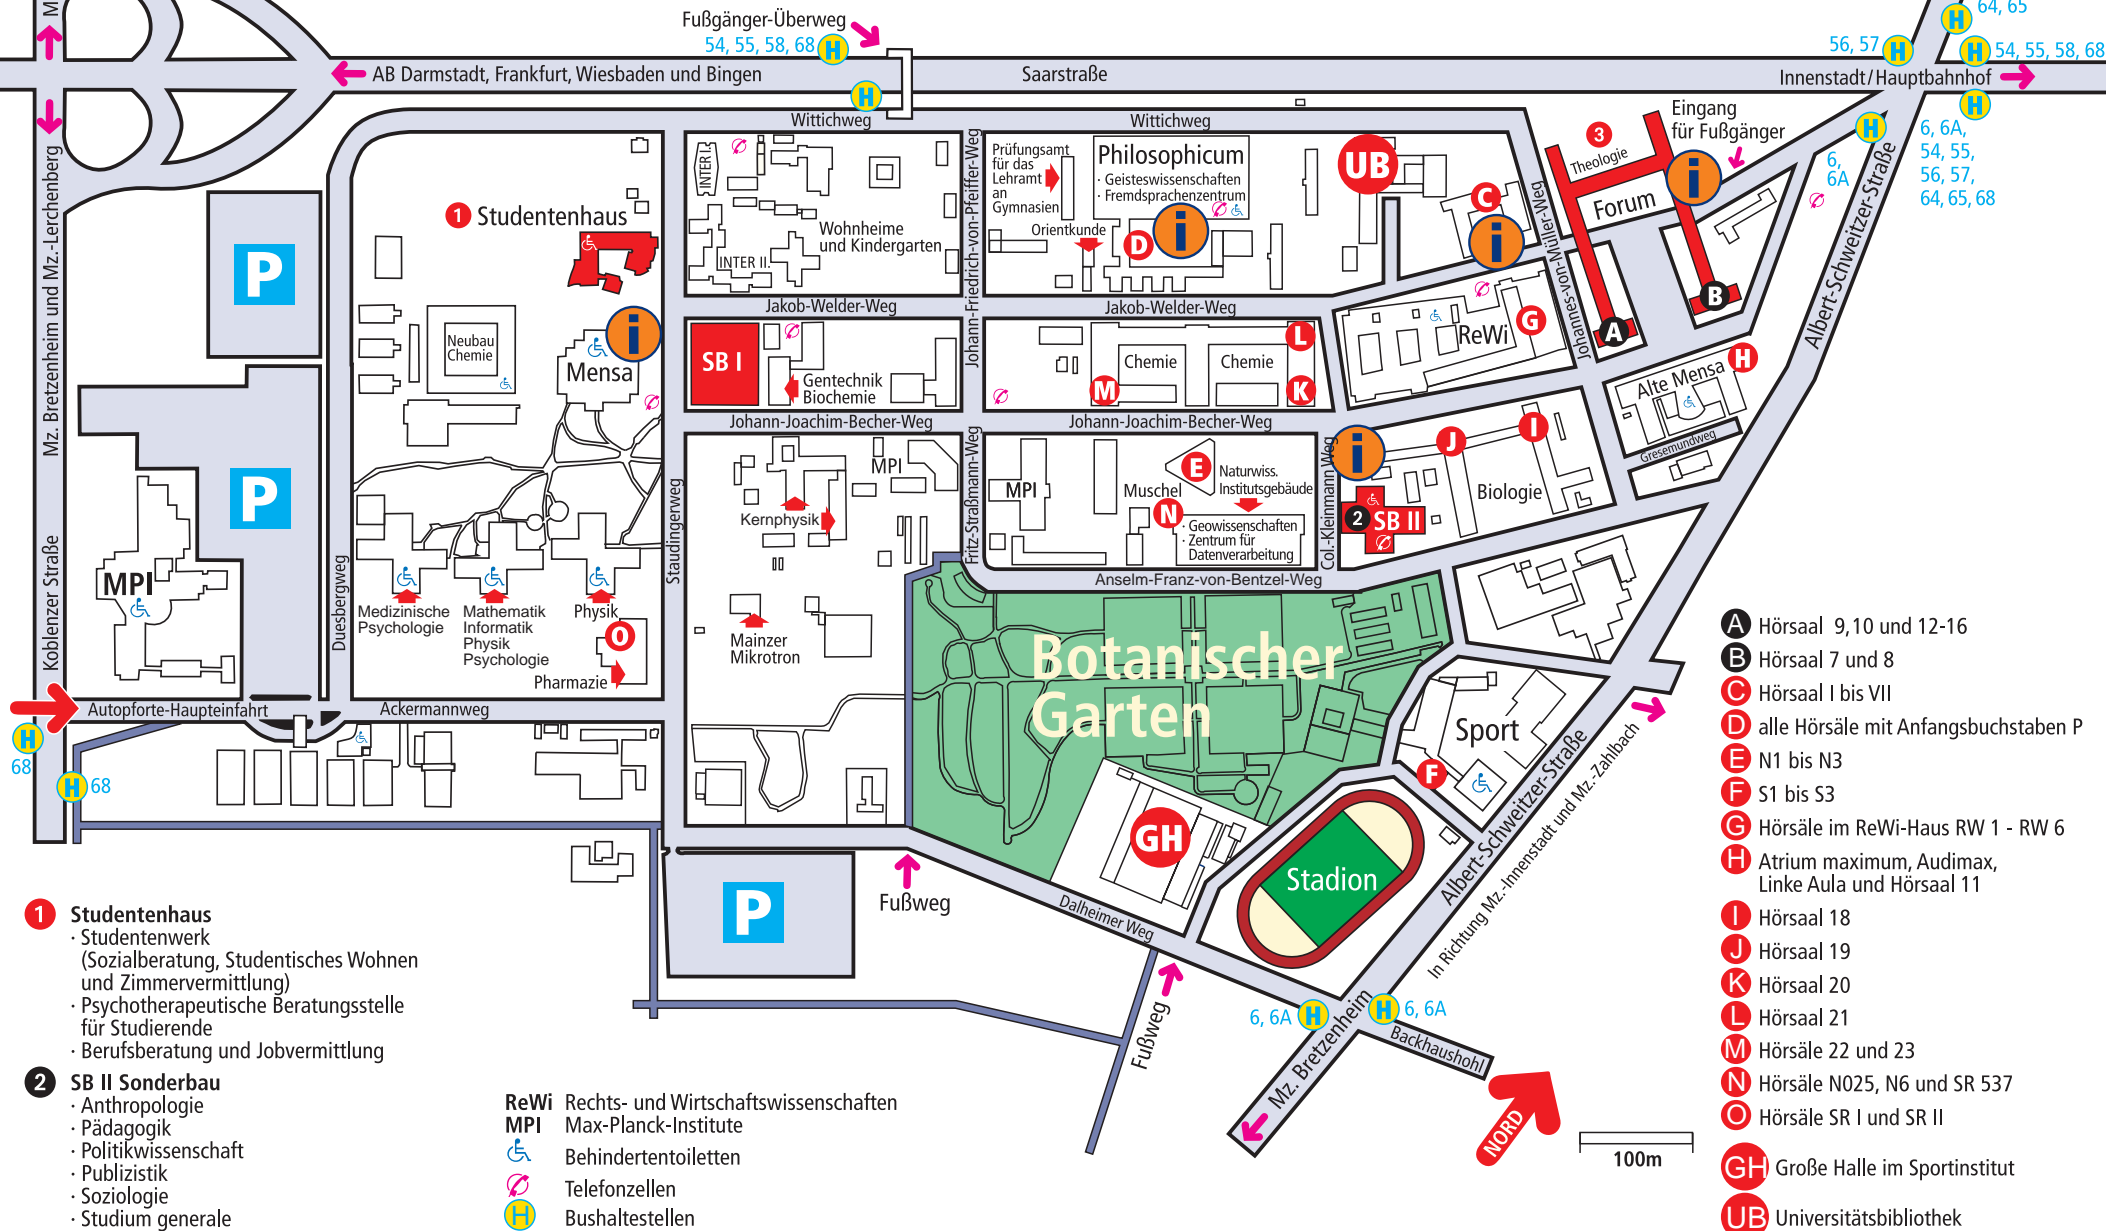 Fußgänger-Überweg
54, 55, 58, 68
H
M
AB Darmstadt, Frankfurt, Wiesbaden und Bingen
Saarstraße
H
64, 65
H
56, 57
H
H
54, 55, 58, 68
Innenstadt/Hauptbahnhof
H
H
6, 6A,
54, 55,
56, 57,
64, 65, 68
6,
6A
Eingang
für Fußgänger
Wittichweg
Wittichweg
Mz. Bretzenheim und Mz.-Lerchenberg
Koblenzer Straße
P
P
P
1 Studentenhaus
INTER I.
INTER II.
Wohnheime
und Kindergarten
Johann-Friedrich-von-Pfeiffer-Weg
Prüfungsamt
für das
Lehramt
an
Gymnasien
Philosophicum
· Geisteswissenschaften
· Fremdsprachenzentrum
Orientkunde
D
i
UB
C
i
3
Theologie
Forum
i
Johannes-von-Müller-Weg
A
B
Albert-Schweitzer-Straße
Jakob-Welder-Weg
Jakob-Welder-Weg
Neubau
Chemie
Mensa
i
SB I
Gentechnik
Biochemie
Chemie
Chemie
L
M
K
ReWi
G
Alte Mensa
H
Gresemundweg
Johann-Joachim-Becher-Weg
Johann-Joachim-Becher-Weg
Staudingerweg
Duesbergweg
Fritz-Straßmann-Weg
Col.-Kleinmann Weg
MPI
Kernphysik
MPI
E
Muschel
N
Naturwiss.
Institutsgebäude
· Geowissenschaften
· Zentrum für
Datenverarbeitung
i
J
I
Biologie
2 SB II
Anselm-Franz-von-Bentzel-Weg
MPI
Medizinische
Psychologie
Mathematik
Informatik
Physik
Psychologie
Physik
O
Pharmazie
Mainzer
Mikrotron
Botanischer
Garten
Autopforte-Haupteinfahrt
Ackermannweg
H
68
H 68
Sport
F
GH
Stadion
Albert-Schweitzer-Straße
In Richtung Mz.-Innenstadt und Mz.-Zahlbach
Dalheimer Weg
Fußweg
Fußweg
6, 6A H
H 6, 6A
Backhaushohl
Mz. Bretzenheim
NORD
100m
1 Studentenhaus
· Studentenwerk
(Sozialberatung, Studentisches Wohnen
und Zimmervermittlung)
· Psychotherapeutische Beratungsstelle
für Studierende
· Berufsberatung und Jobvermittlung
2 SB II Sonderbau
· Anthropologie
· Pädagogik
· Politikwissenschaft
· Publizistik
· Soziologie
· Studium generale
ReWi Rechts- und Wirtschaftswissenschaften
MPI Max-Planck-Institute
Behindertentoiletten
Telefonzellen
H Bushaltestellen
A Hörsaal 9,10 und 12-16
B Hörsaal 7 und 8
C Hörsaal I bis VII
D alle Hörsäle mit Anfangsbuchstaben P
E N1 bis N3
F S1 bis S3
G Hörsäle im ReWi-Haus RW 1 - RW 6
H Atrium maximum, Audimax,
Linke Aula und Hörsaal 11
I Hörsaal 18
J Hörsaal 19
K Hörsaal 20
L Hörsaal 21
M Hörsäle 22 und 23
N Hörsäle N025, N6 und SR 537
O Hörsäle SR I und SR II
GH Große Halle im Sportinstitut
UB Universitätsbibliothek